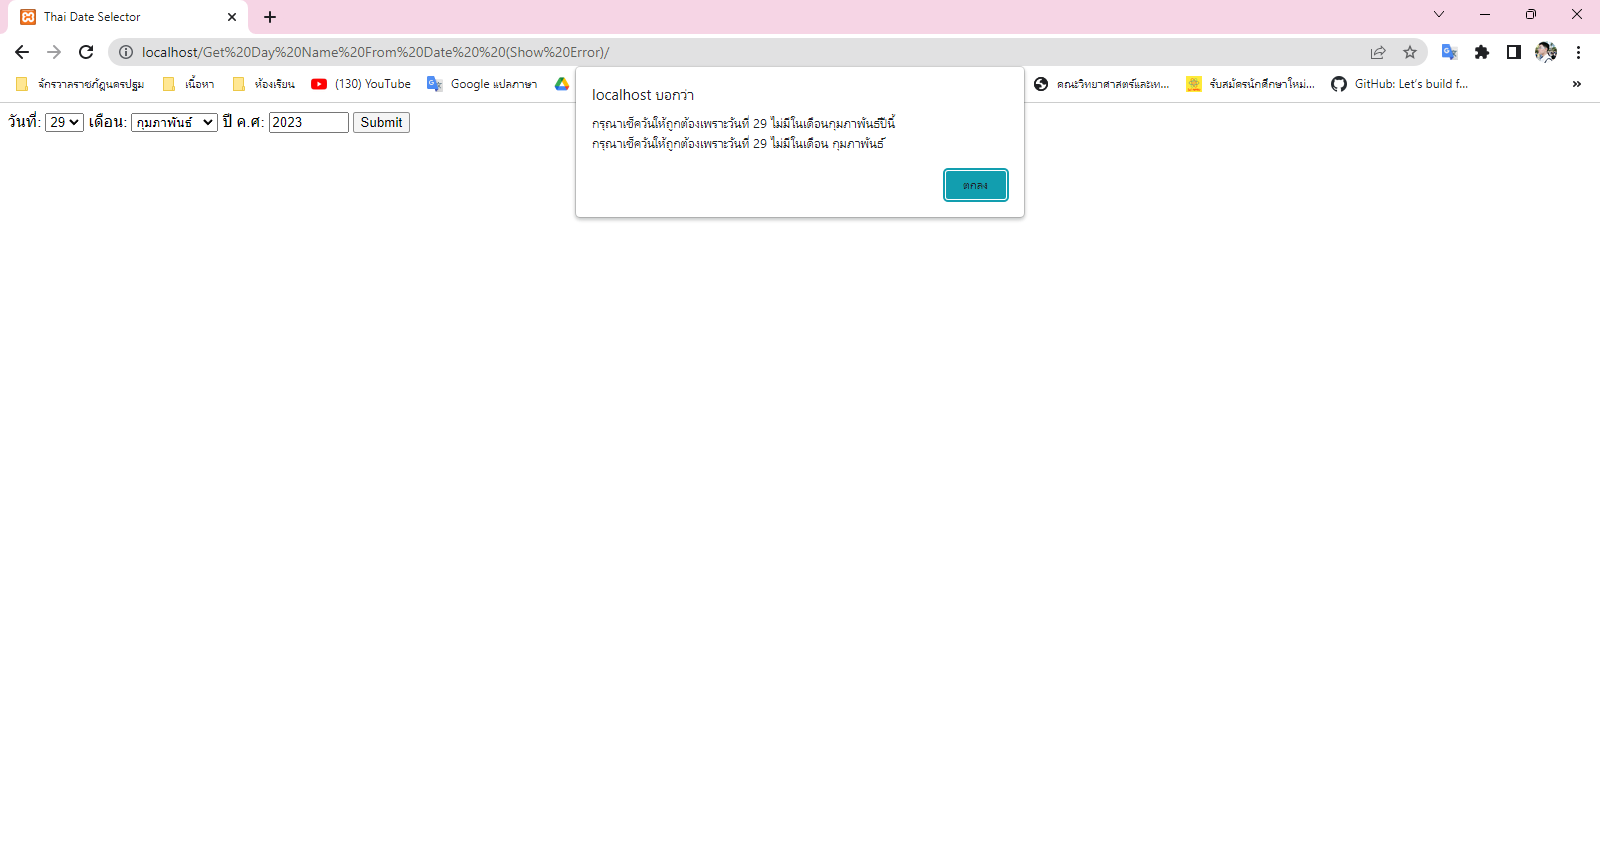 Thai Date Selector
localhost/Get%20Day%20Name%20From%20Date%20%20(Show%20Error)/
จักรวาลราชภัฏนครปฐม เนื้อหา ห้องเรียน (130) YouTube Google แปลภาษา คณะวิทยาศาสตร์และเท... รับสมัครนักศึกษาใหม่... GitHub: Let's build f... »
localhost บอกว่า
กรุณาเช็ควันให้ถูกต้องเพราะวันที่ 29 ไม่มีในเดือนกุมภาพันธ์ปีนี้
กรุณาเช็ควันให้ถูกต้องเพราะวันที่ 29 ไม่มีในเดือน กุมภาพันธ์
ตกลง
วันที่: 29 เดือน: กุมภาพันธ์ ปี ค.ศ: 2023 Submit